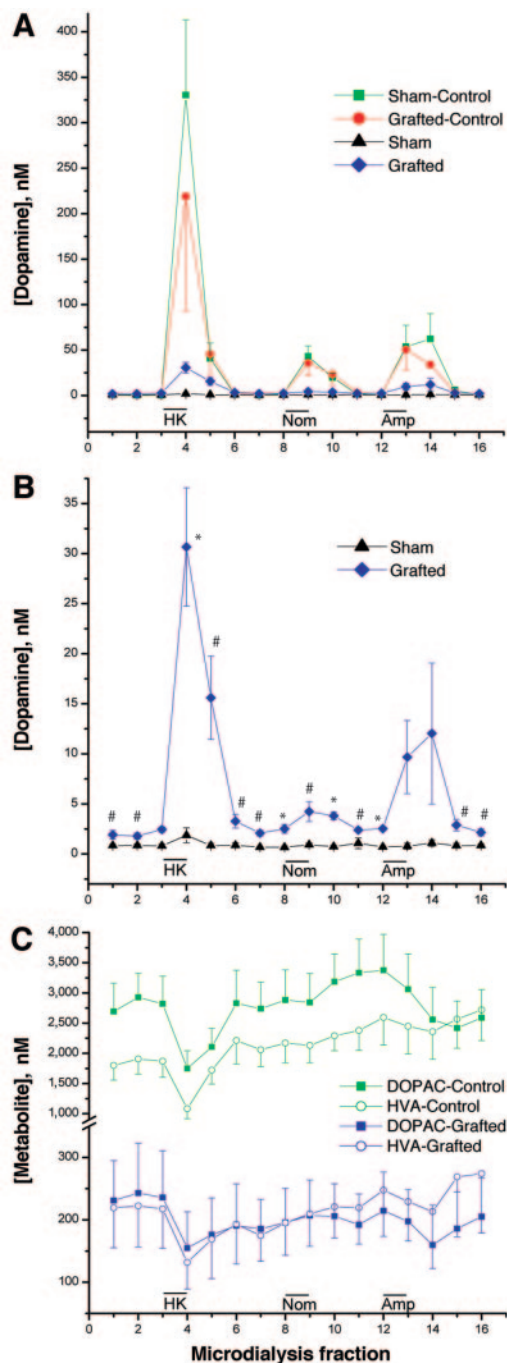 A
[Dopamine], nM
400
350
300
250
200
150
100
50
0
Sham-Control
Grafted-Control
Sham
Grafted
HK
Nom
Amp
0 2 4 6 8 10 12 14 16
B
[Dopamine], nM
35
30
25
20
15
10
5
0
Sham
Grafted
*
#
# # # # * # * # * # #
HK
Nom
Amp
0 2 4 6 8 10 12 14 16
C
[Metabolite], nM
4,000
3,500
3,000
2,500
2,000
1,500
1,000
300
200
100
DOPAC-Control
HVA-Control
DOPAC-Grafted
HVA-Grafted
HK
Nom
Amp
0 2 4 6 8 10 12 14 16
Microdialysis fraction